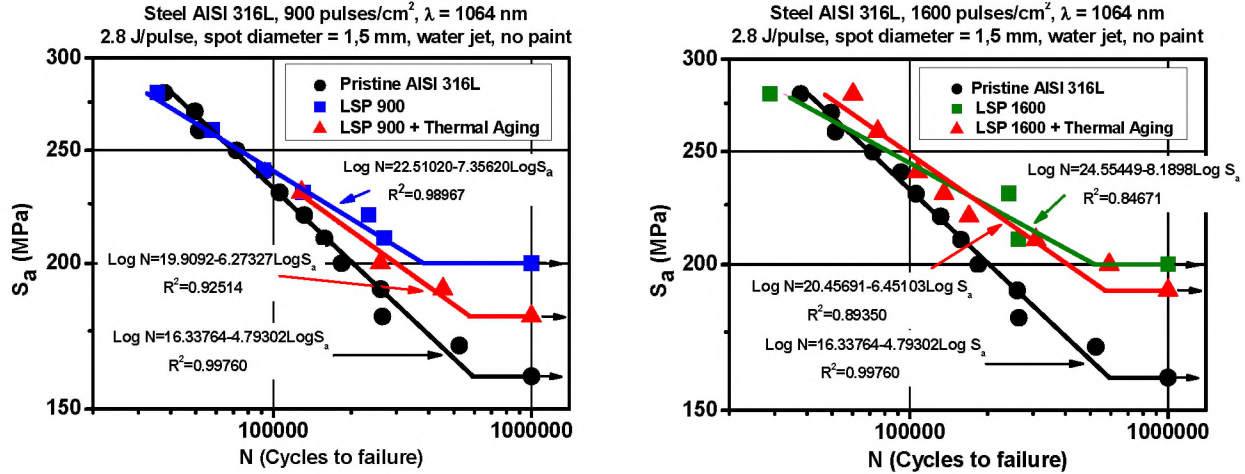 Steel AISI 316L, 900 pulses/cm², λ = 1064 nm
2.8 J/pulse, spot diameter = 1,5 mm, water jet, no paint
300
250
200
150
Sa (MPa)
Pristine AISI 316L
LSP 900
LSP 900 + Thermal Aging
Log N=22.51020-7.35620LogSa
R²=0.98967
Log N=19.9092-6.27327LogSa
R²=0.92514
Log N=16.33764-4.79302LogSa
R²=0.99760
100000
1000000
N (Cycles to failure)
Steel AISI 316L, 1600 pulses/cm², λ = 1064 nm
2.8 J/pulse, spot diameter = 1,5 mm, water jet, no paint
300
250
200
150
Sa (MPa)
Pristine AISI 316L
LSP 1600
LSP 1600 + Thermal Aging
Log N=24.55449-8.1898Log Sa
R²=0.84671
Log N=20.45691-6.45103Log Sa
R²=0.89350
Log N=16.33764-4.79302Log Sa
R²=0.99760
100000
1000000
N (Cycles to failure)